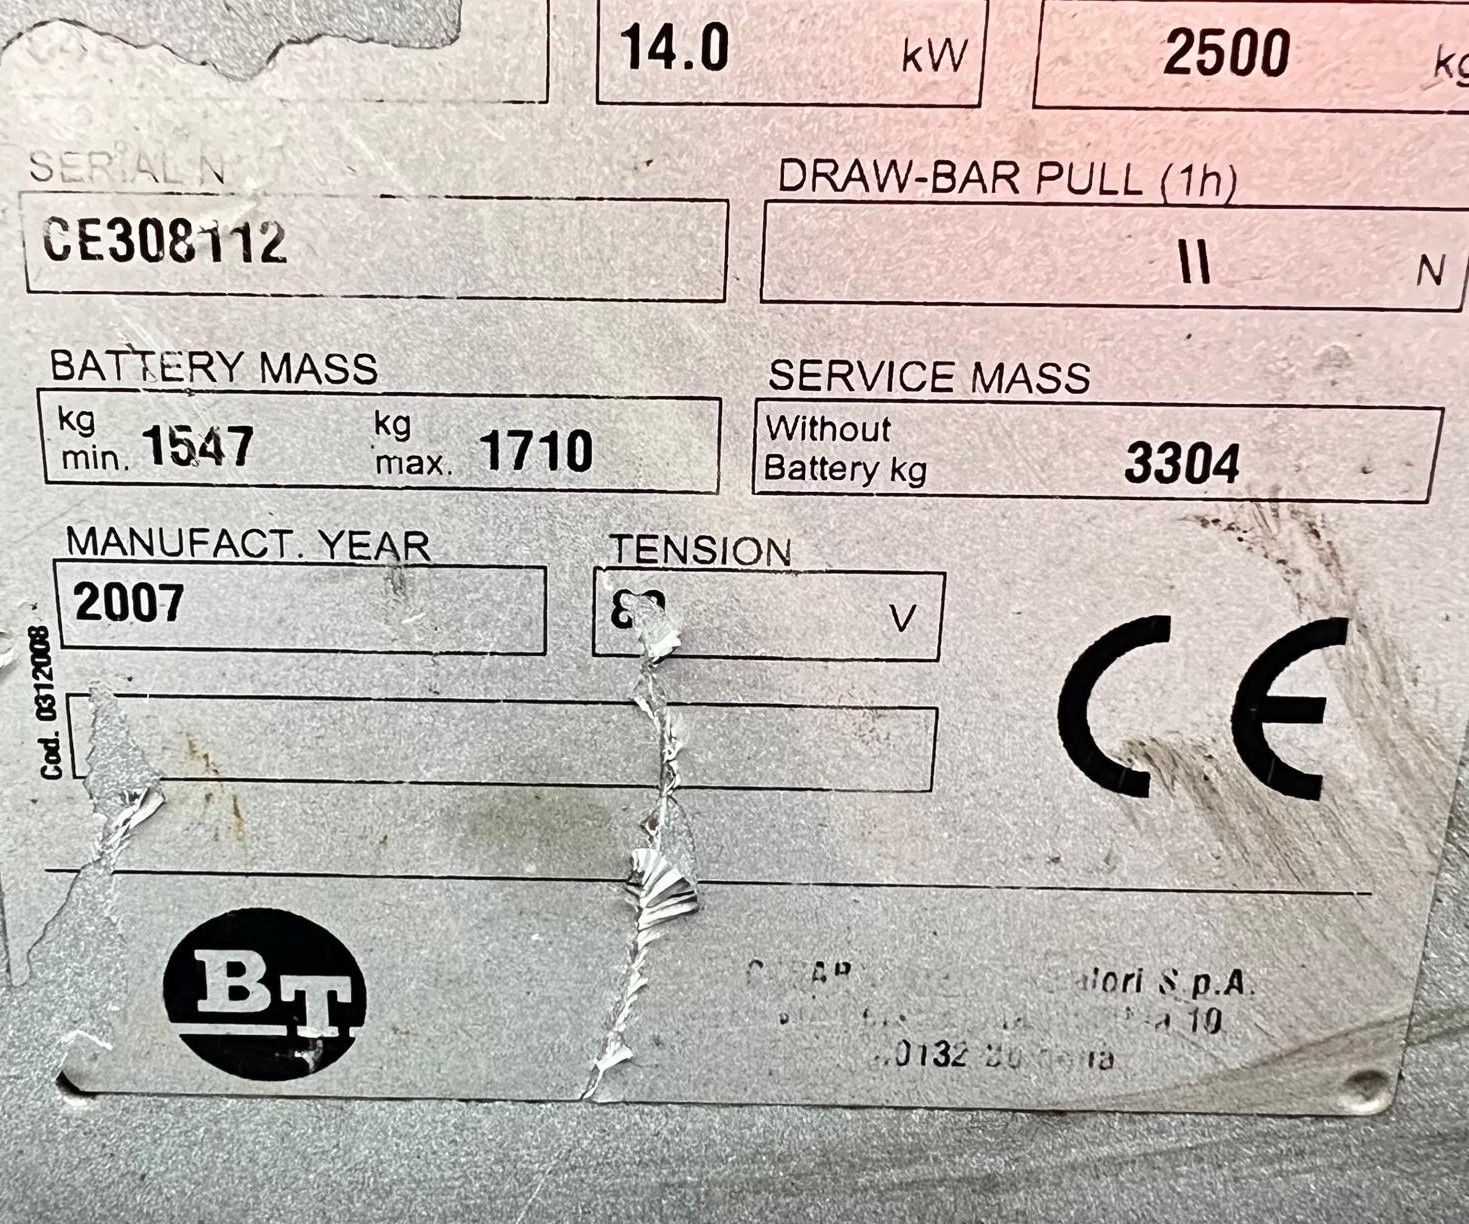 14.0 kW 2500 kg
SERIAL N°
CE308112
DRAW-BAR PULL (1h)
\\ N
BATTERY MASS
kg min. 1547 kg max. 1710
SERVICE MASS
Without
Battery kg 3304
MANUFACT. YEAR
2007
TENSION
V
Cod. 0312008
CE
BT
S.p.A.
10